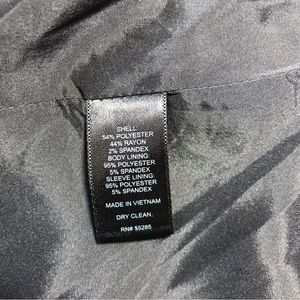 SHELL:
54% POLYESTER
44% RAYON
2% SPANDEX
BODY LINING:
95% POLYESTER
5% SPANDEX
SLEEVE LINING:
95% POLYESTER
5% SPANDEX
MADE IN VIETNAM
DRY CLEAN
RN# 55285